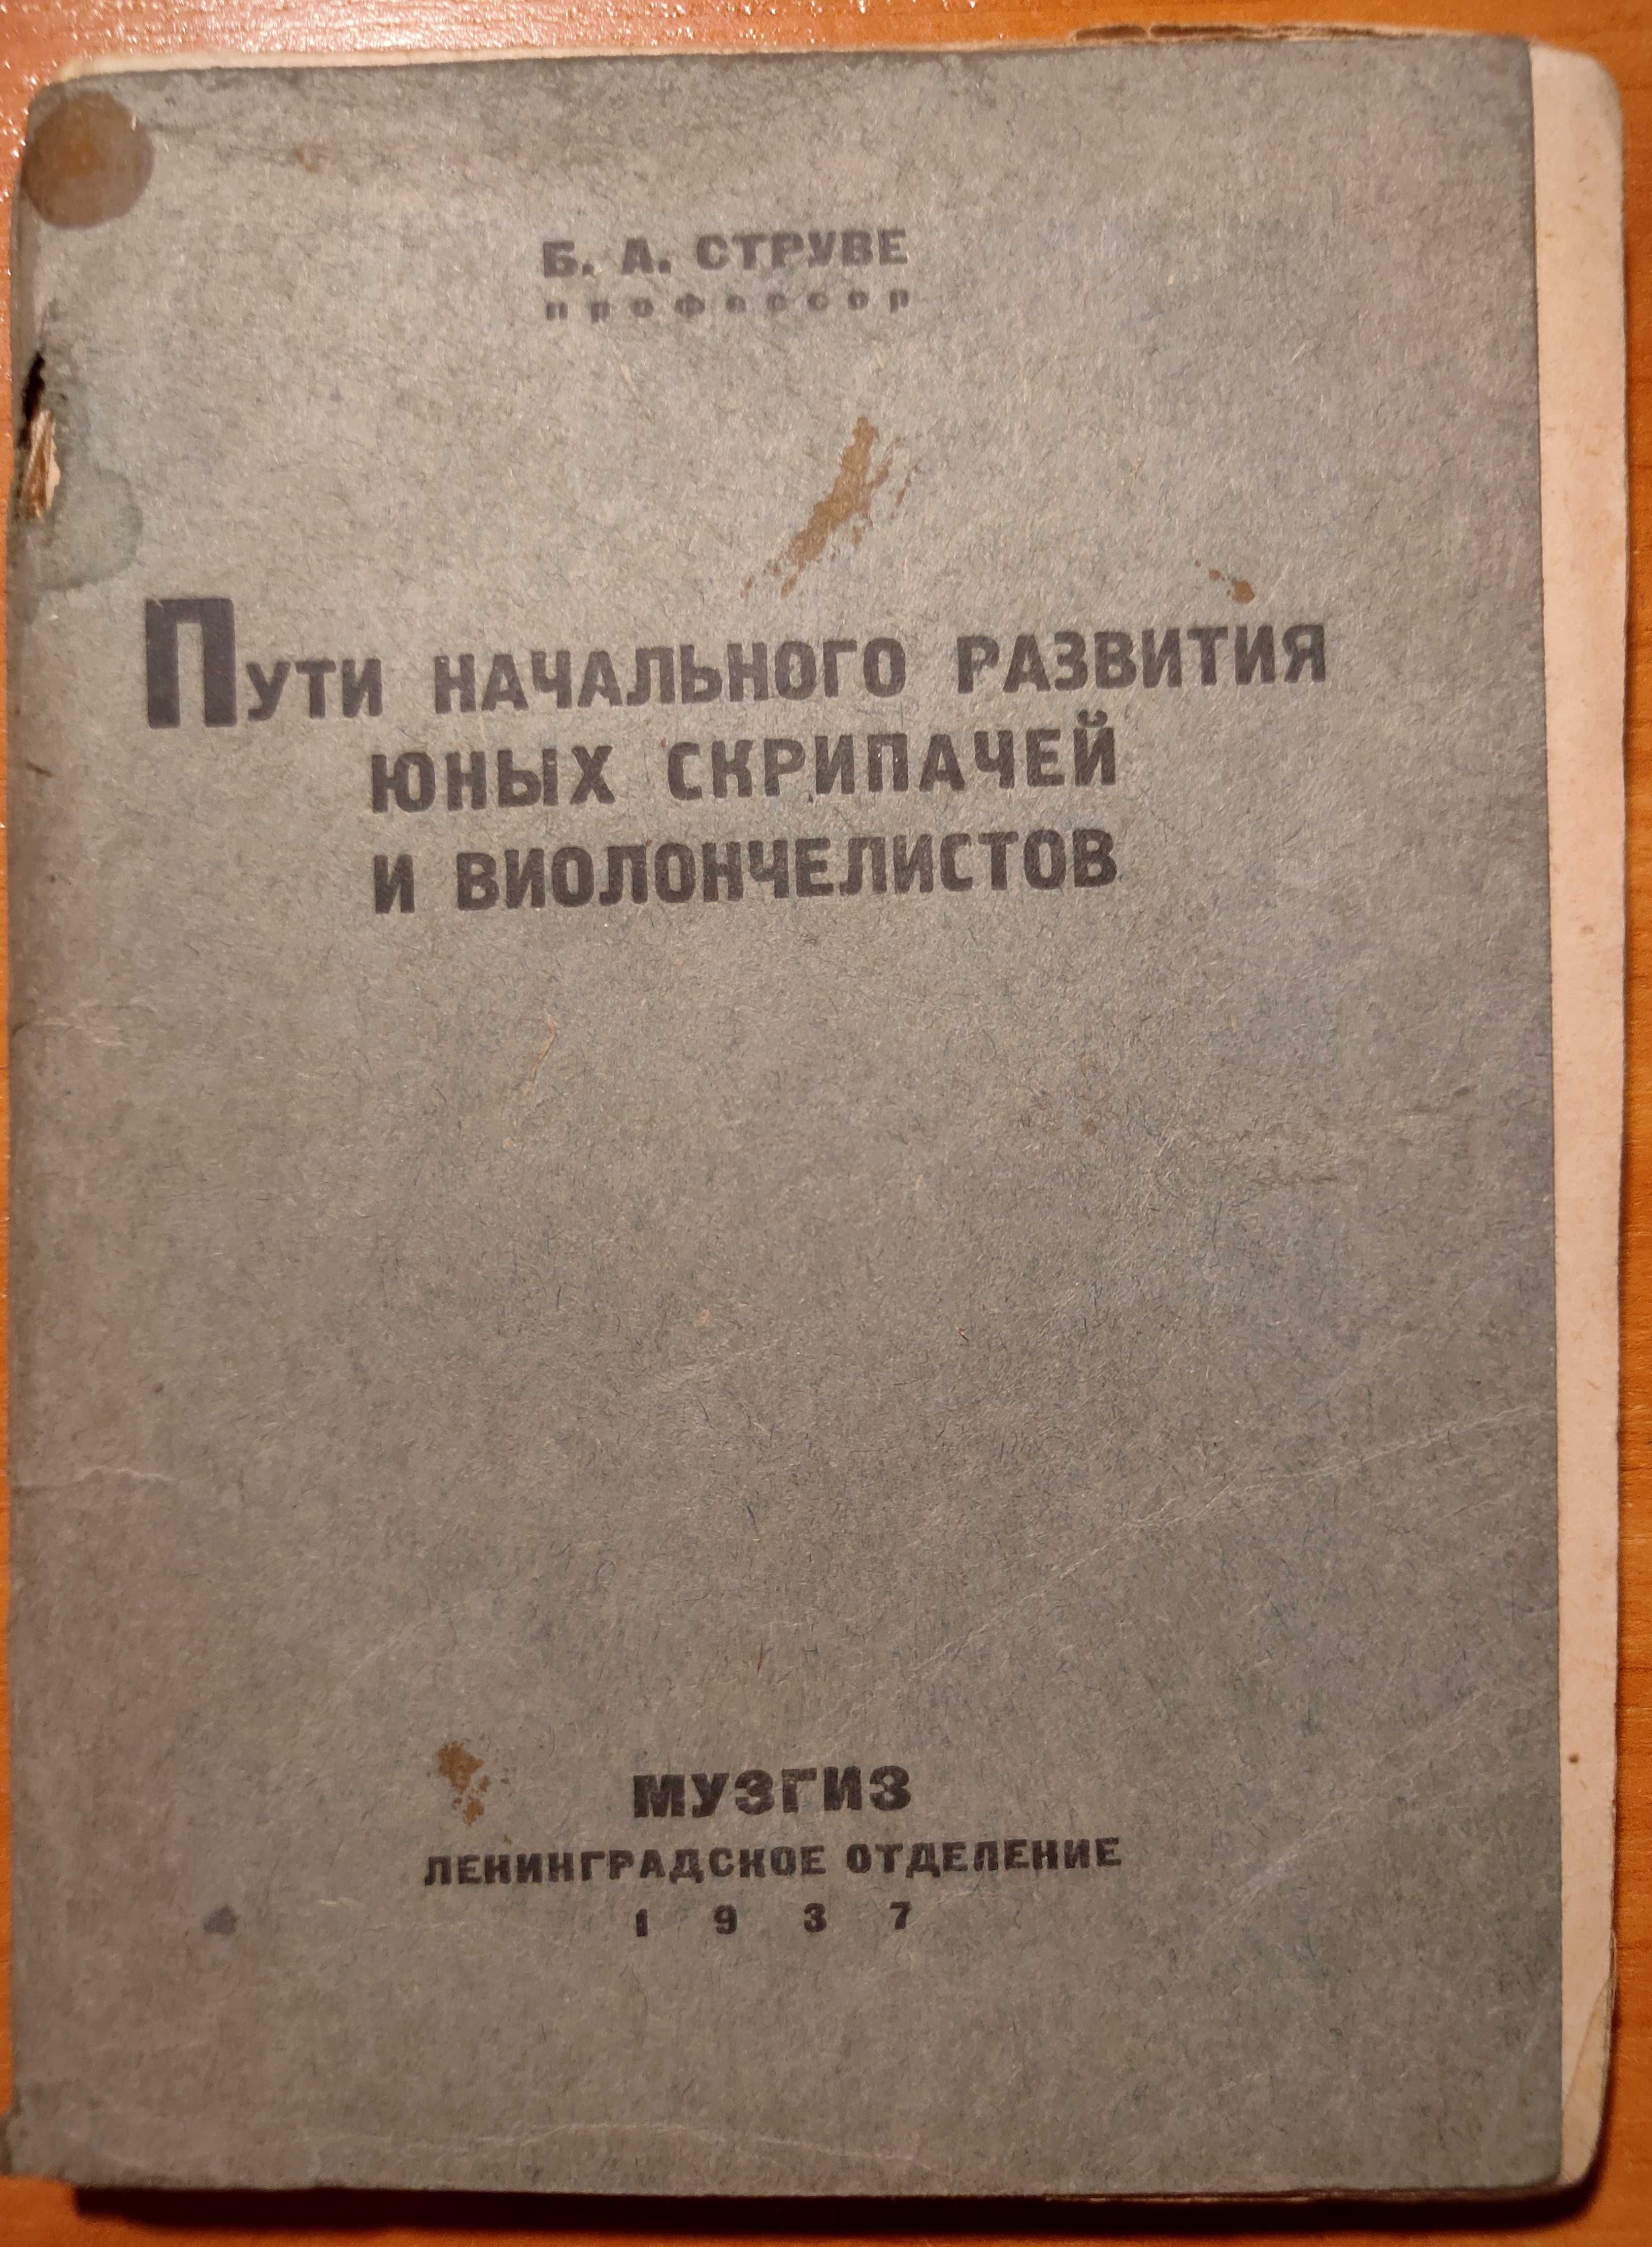 Б. А. СТРУВЕ
профессор
ПУТИ НАЧАЛЬНОГО РАЗВИТИЯ
ЮНЫХ СКРИПАЧЕЙ
И ВИОЛОНЧЕЛИСТОВ
МУЗГИЗ
ЛЕНИНГРАДСКОЕ ОТДЕЛЕНИЕ
1937